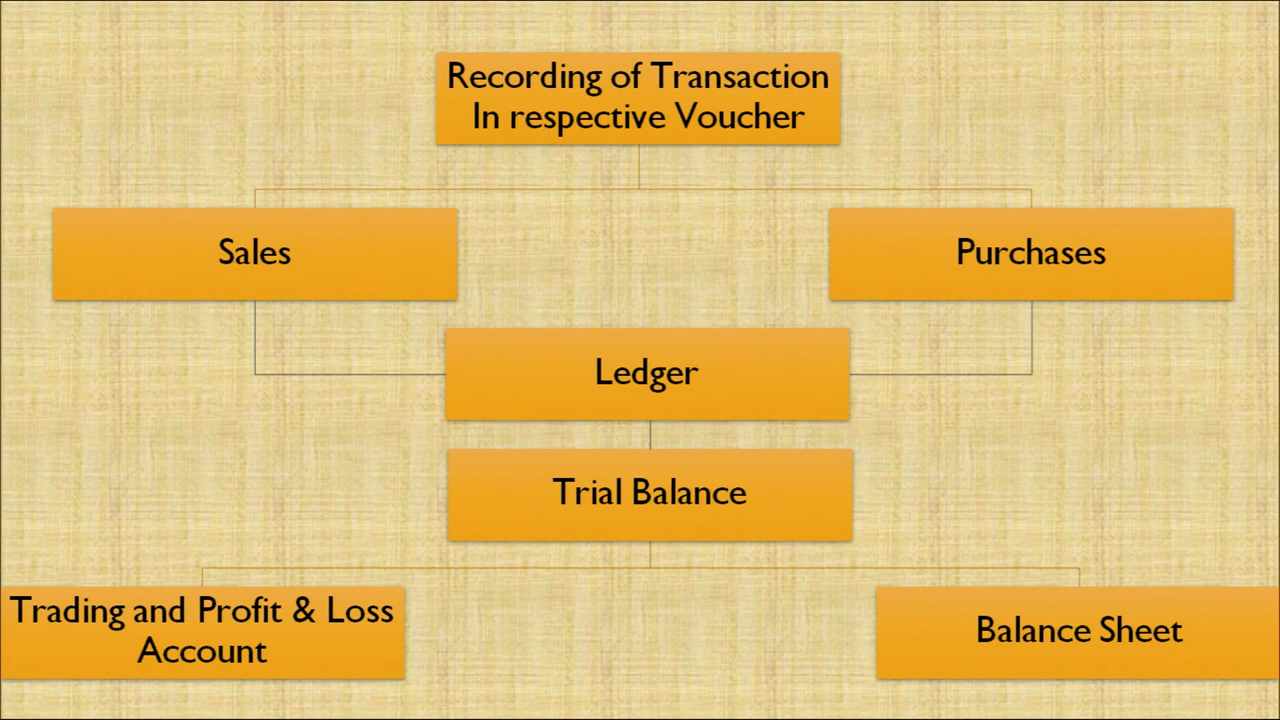 Recording of Transaction
In respective Voucher
Sales
Purchases
Ledger
Trial Balance
Trading and Profit & Loss
Account
Balance Sheet